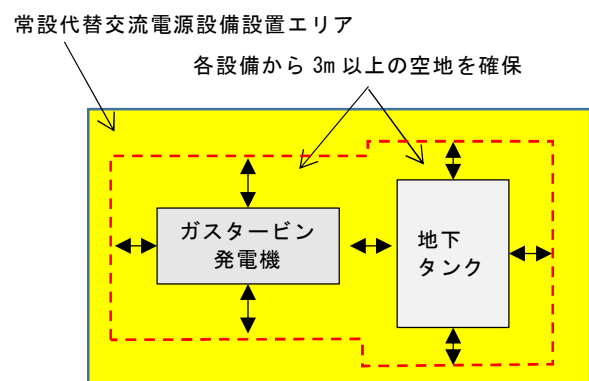 常設代替交流電源設備設置エリア
各設備から 3m 以上の空地を確保
ガスタービン
発電機
地下
タンク